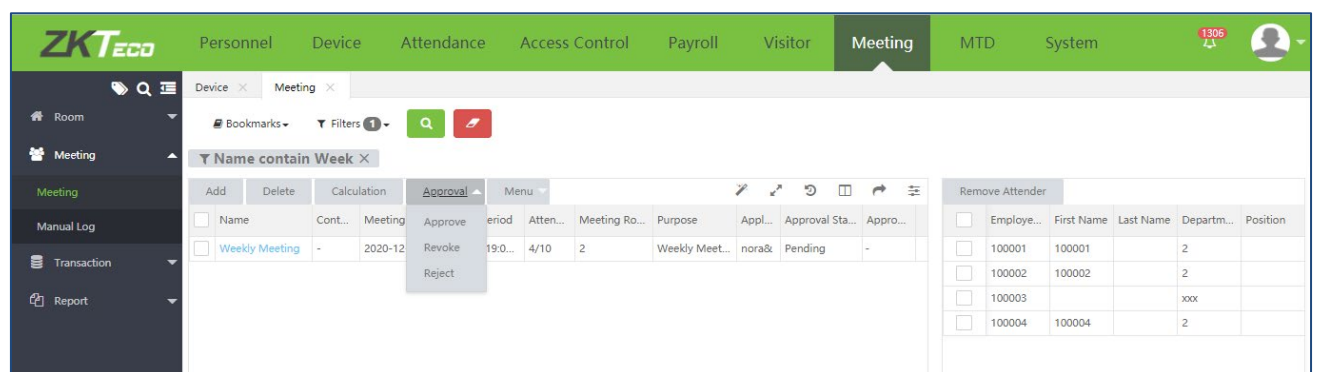 ZKTECO Personnel Device Attendance Access Control Payroll Visitor Meeting MTD System 1306
Device × Meeting ×
Room
Bookmarks Filters 1
Meeting
Name contain Week ×
Meeting
Add Delete Calculation Approval Menu
Remove Attender
Name Cont... Meeting Approve eriod Atten... Meeting Ro... Purpose Appl... Approval Sta... Appro...
Employe... First Name Last Name Departm... Position
Manual Log
Weekly Meeting - 2020-12 Revoke 19:0... 4/10 2 Weekly Meet... nora& Pending -
100001 100001 2
Transaction
Reject
100002 100002 2
Report
100003 xxx
100004 100004 2